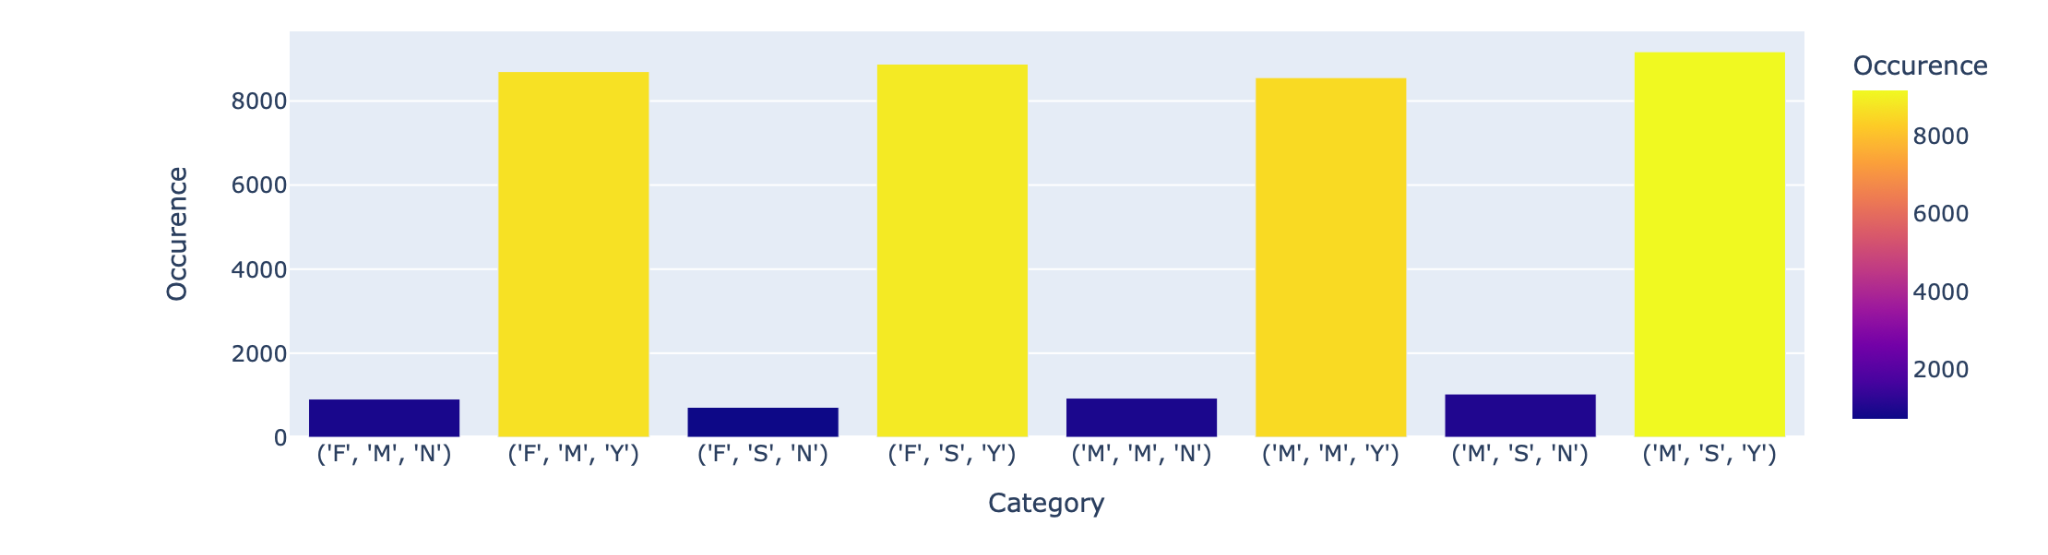 Occurence
8000
6000
4000
2000
0
('F', 'M', 'N')
('F', 'M', 'Y')
('F', 'S', 'N')
('F', 'S', 'Y')
('M', 'M', 'N')
('M', 'M', 'Y')
('M', 'S', 'N')
('M', 'S', 'Y')
Category
Occurence
8000
6000
4000
2000